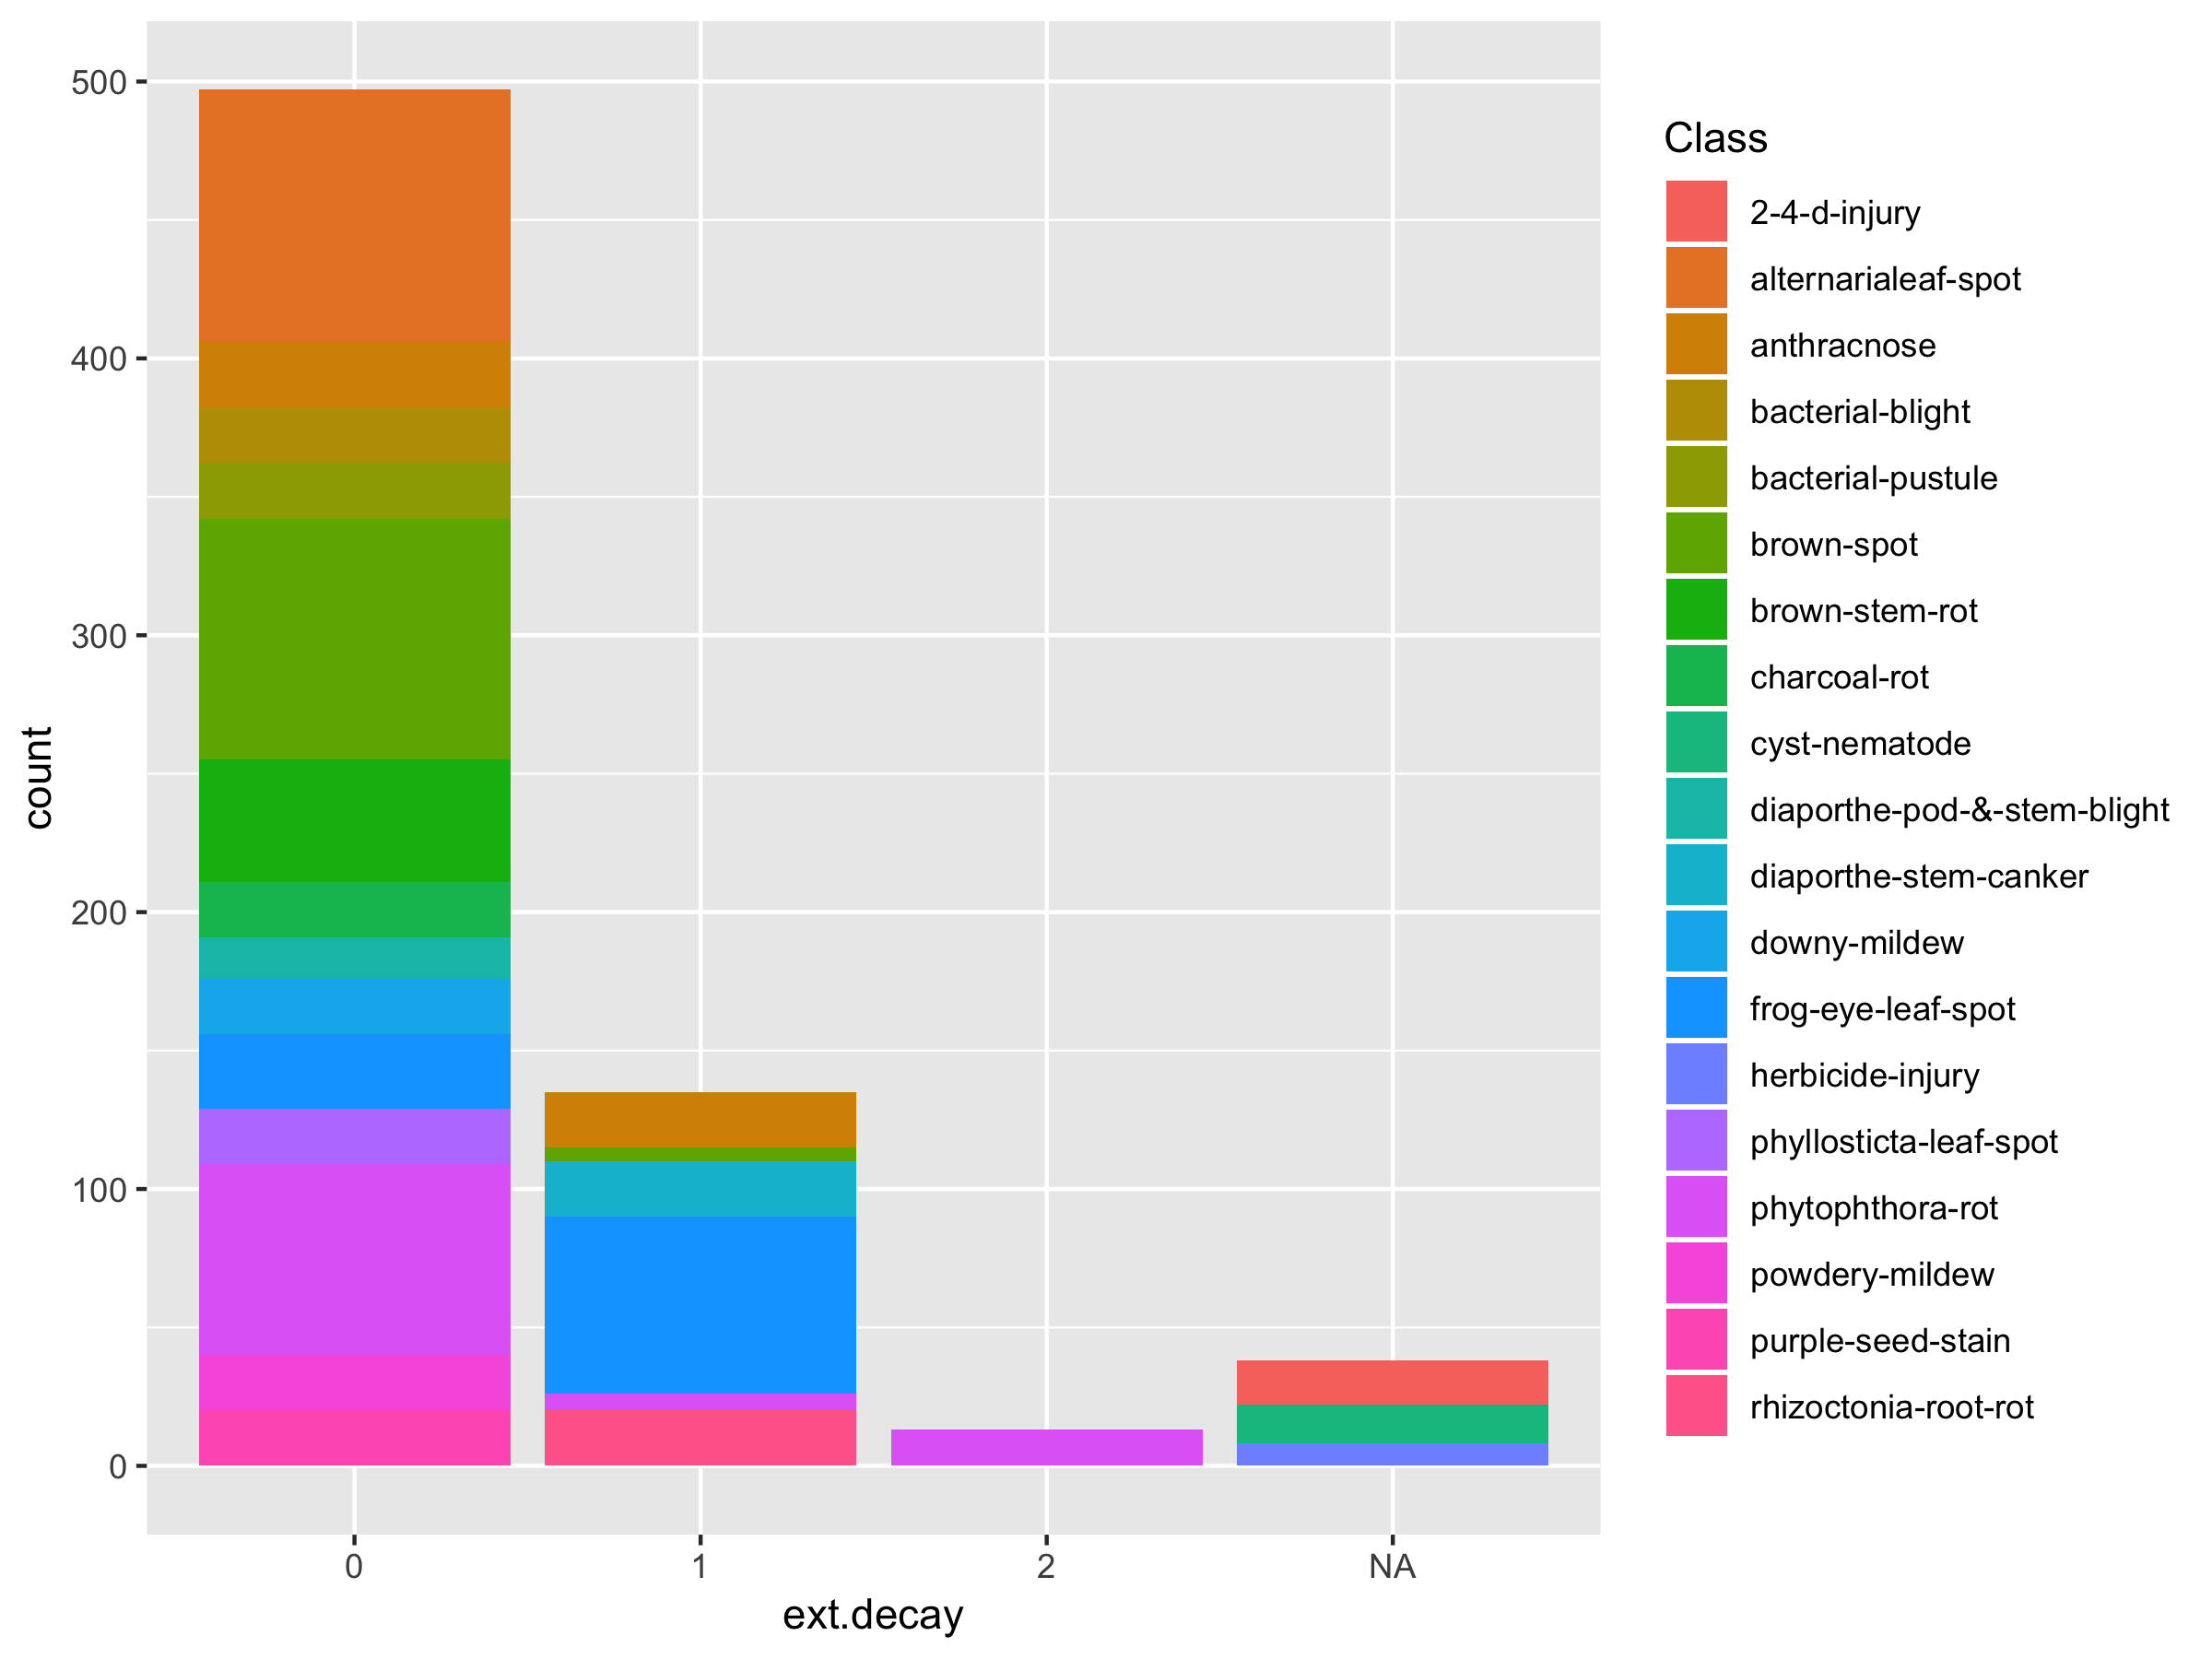 500
400
300
200
100
0
count
0 1 2 NA
ext.decay
Class
2-4-d-injury
alternarialeaf-spot
anthracnose
bacterial-blight
bacterial-pustule
brown-spot
brown-stem-rot
charcoal-rot
cyst-nematode
diaporthe-pod-&-stem-blight
diaporthe-stem-canker
downy-mildew
frog-eye-leaf-spot
herbicide-injury
phyllosticta-leaf-spot
phytophthora-rot
powdery-mildew
purple-seed-stain
rhizoctonia-root-rot